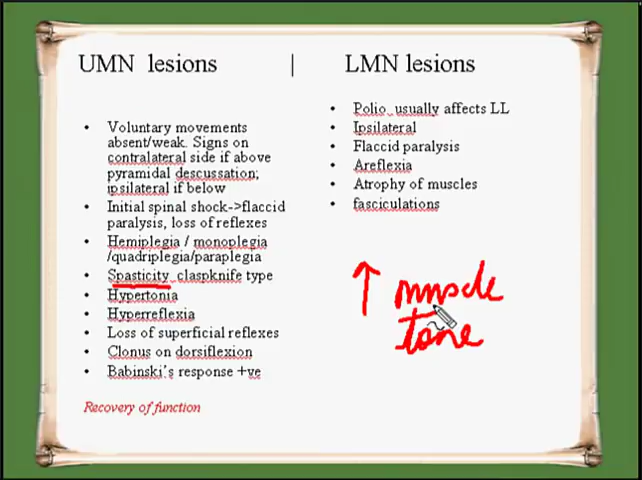 UMN lesions | LMN lesions
• Voluntary movements
absent/weak. Signs on
contralateral side if above
pyramidal descussation;
ipsilateral if below
• Initial spinal shock->flaccid
paralysis, loss of reflexes
• Hemiplegia / monoplegia
/quadriplegia/paraplegia
• Spasticity claspknife type
• Hypertonia
• Hyperreflexia
• Loss of superficial reflexes
• Clonus on dorsiflexion
• Babinski's response +ve
Recovery of function
• Polio usually affects LL
• Ipsilateral
• Flaccid paralysis
• Areflexia
• Atrophy of muscles
• fasciculations
↑ muscle
tone